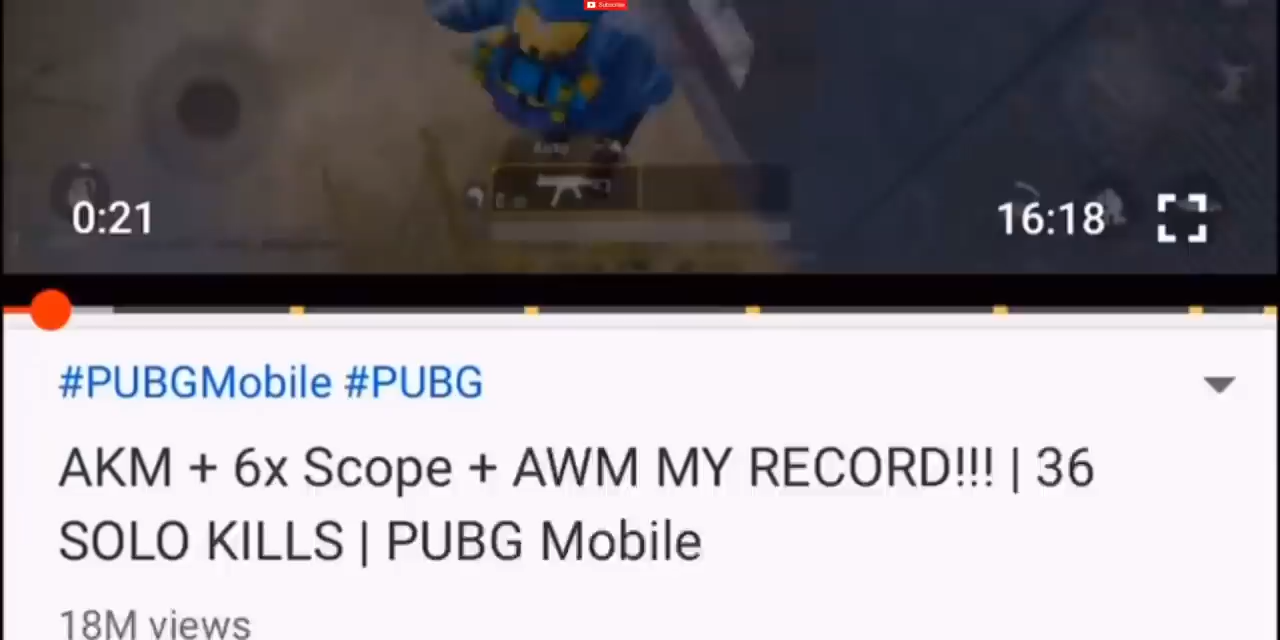 Subscribe
0:21
16:18
#PUBGMobile #PUBG
AKM + 6x Scope + AWM MY RECORD!!! | 36
SOLO KILLS | PUBG Mobile
18M views